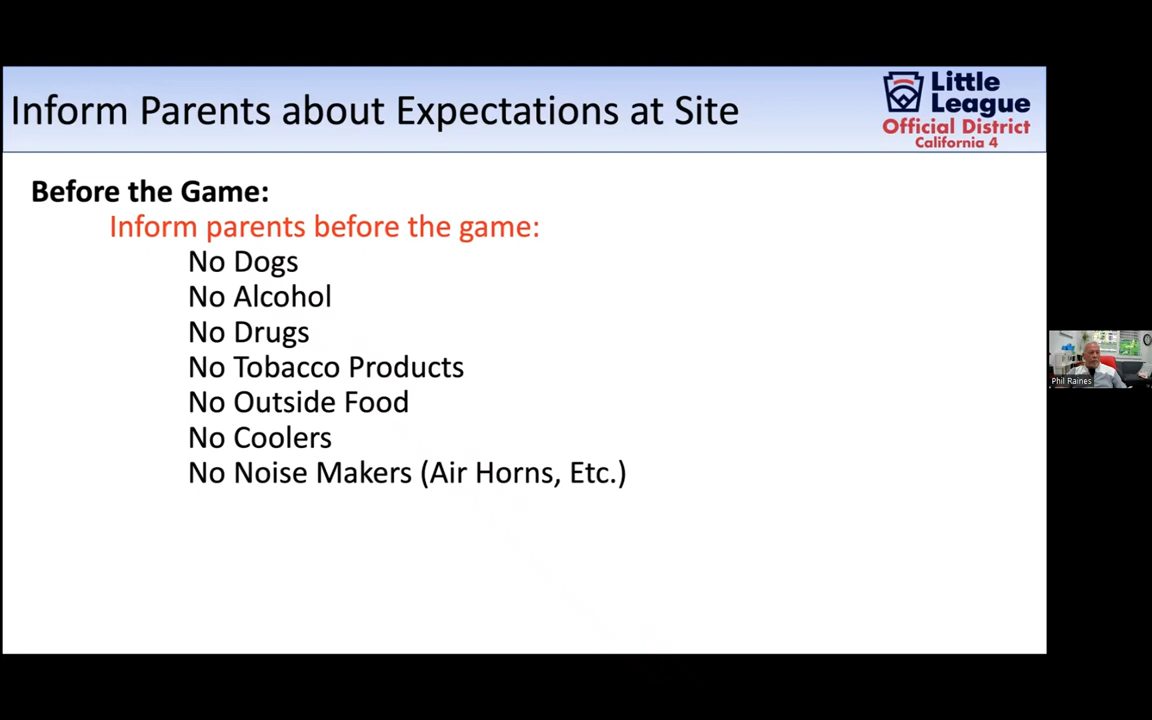 Inform Parents about Expectations at Site
Little
League
Official District
California 4
Before the Game:
Inform parents before the game:
No Dogs
No Alcohol
No Drugs
No Tobacco Products
No Outside Food
No Coolers
No Noise Makers (Air Horns, Etc.)
Phil Raines